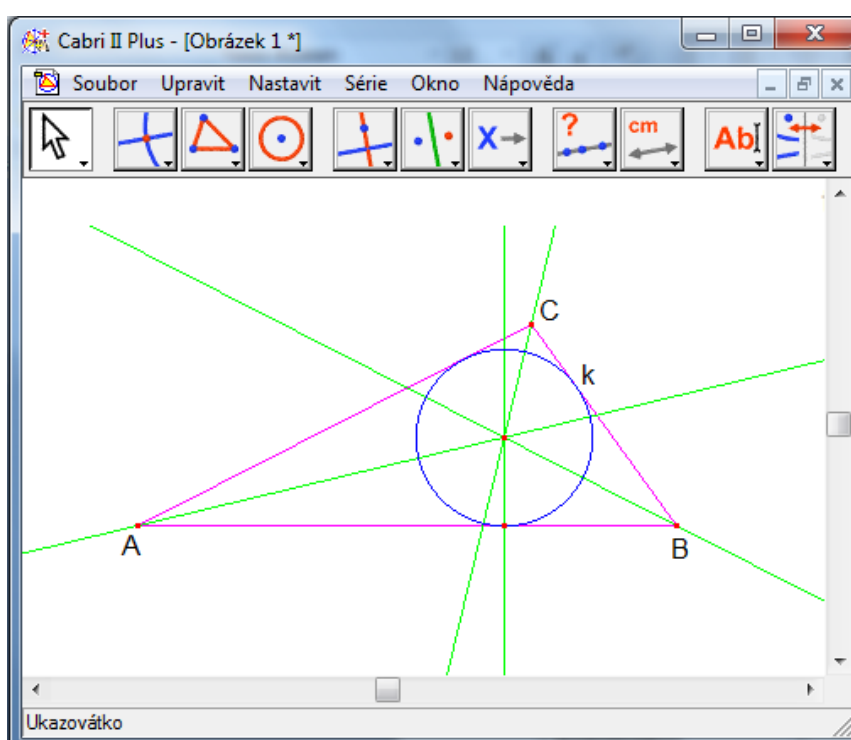 Cabri II Plus - [Obrázek 1 *]
Soubor Upravit Nastavit Série Okno Nápověda
X ? cm Ab
C
k
A
B
Ukazovátko